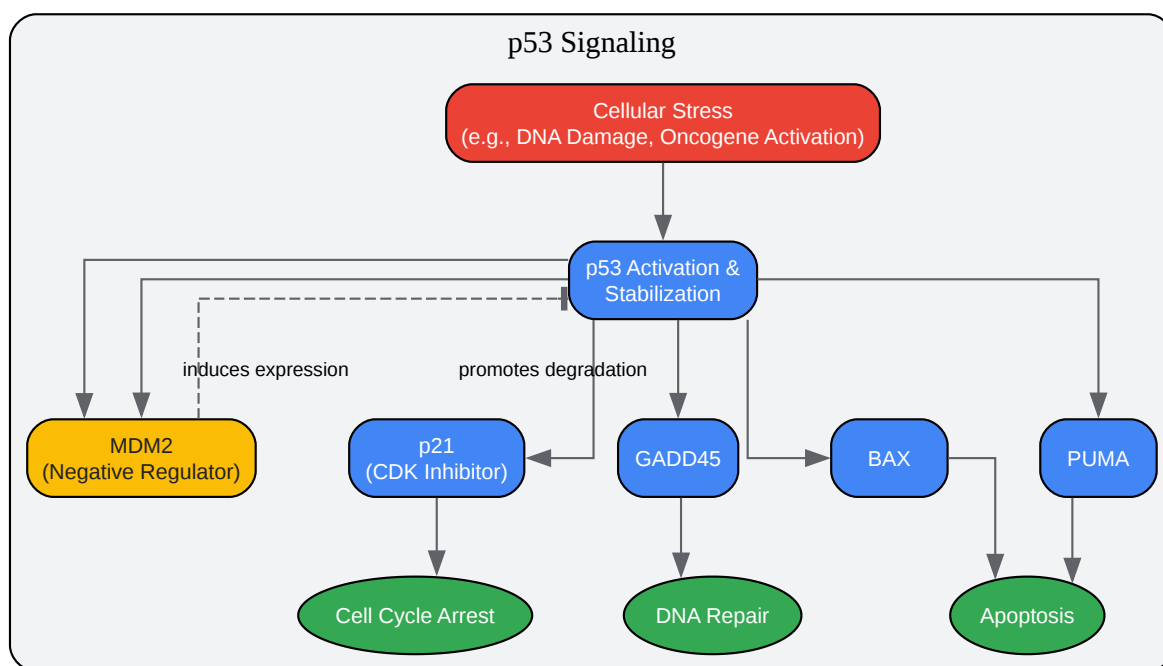 p53 Signaling
Cellular Stress
(e.g., DNA Damage, Oncogene Activation)
p53 Activation &
Stabilization
induces expression
promotes degradation
MDM2
(Negative Regulator)
p21
(CDK Inhibitor)
GADD45
BAX
PUMA
Cell Cycle Arrest
DNA Repair
Apoptosis